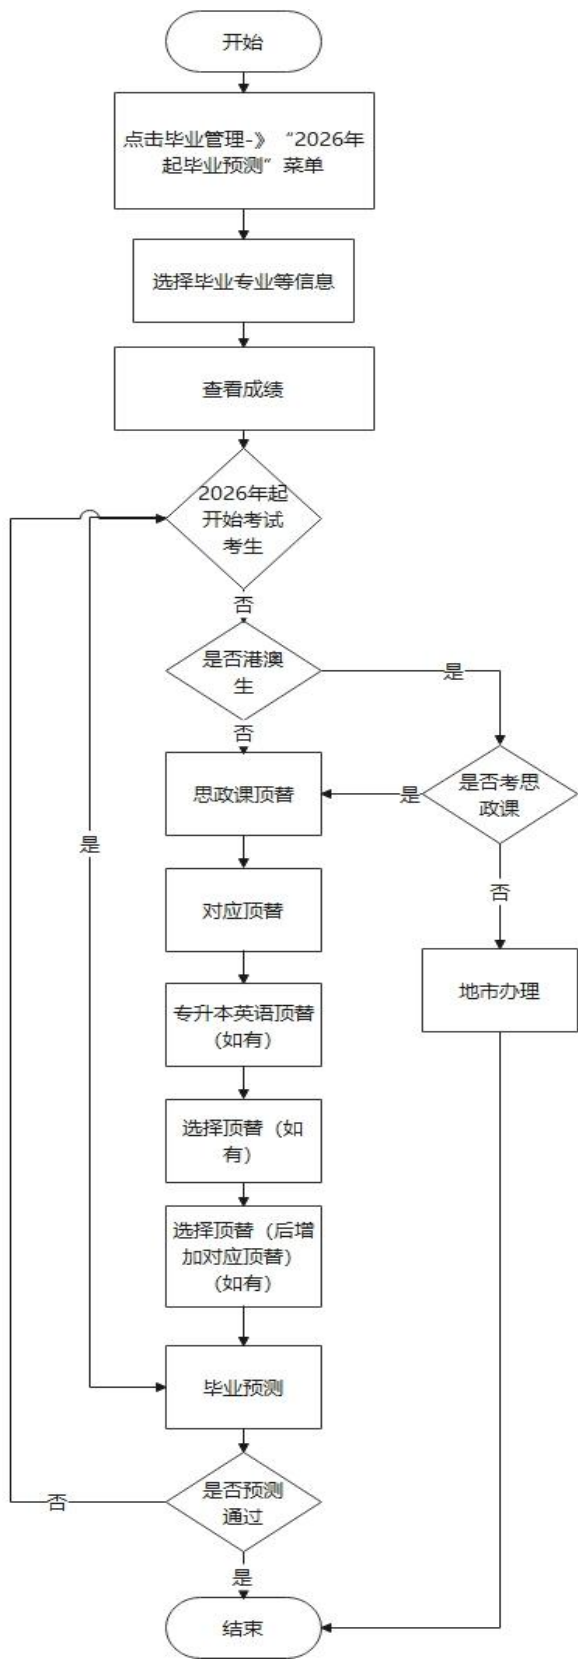 开始
点击毕业管理-》“2026年
起毕业预测”菜单
选择毕业专业等信息
查看成绩
2026年起
开始考试
考生
否
是否港澳
生
是
否
思政课顶替
是
是否考思
政课
是
否
对应顶替
地市办理
专升本英语顶替
(如有)
选择顶替（如
有）
选择顶替（后增
加对应顶替）
（如有）
毕业预测
是否预测
通过
否
是
结束